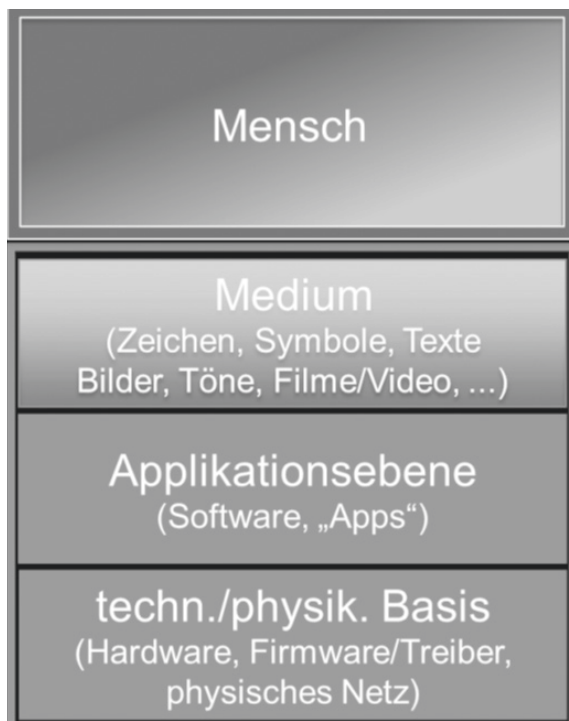 Mensch
Medium
(Zeichen, Symbole, Texte
Bilder, Töne, Filme/Video, ...)
Applikationsebene
(Software, „Apps“)
techn./physik. Basis
(Hardware, Firmware/Treiber,
physisches Netz)